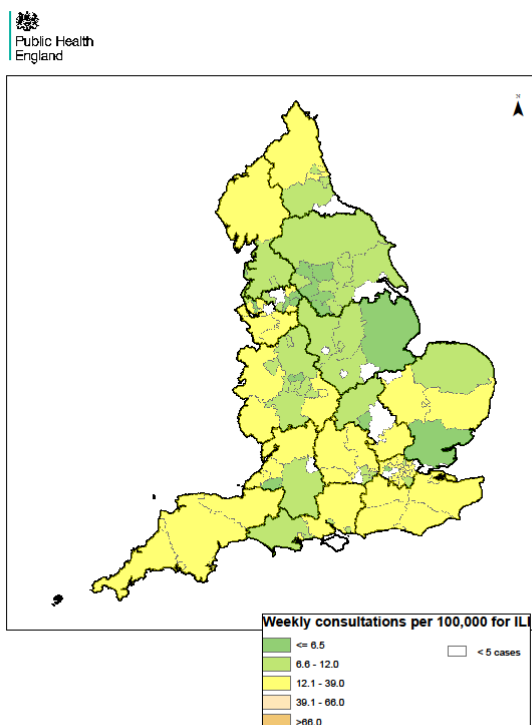 Public Health
England
N
Weekly consultations per 100,000 for ILI
<= 6.5
< 5 cases
6.6 - 12.0
12.1 - 39.0
39.1 - 66.0
>66.0